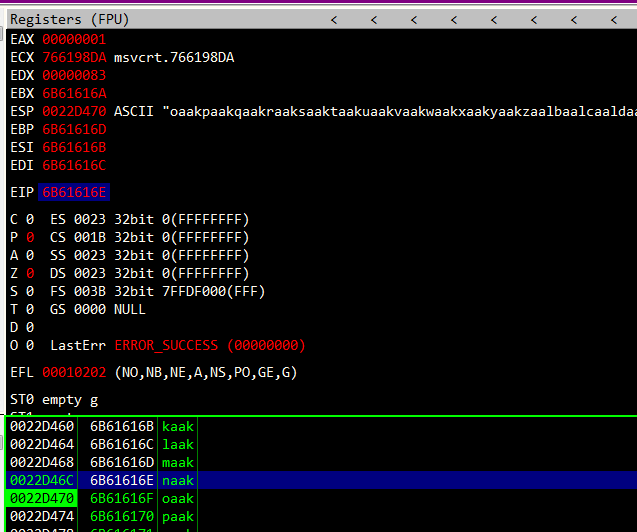 Registers (FPU) < < < < < < < <
EAX 00000001
ECX 766198DA msvcrt.766198DA
EDX 00000083
EBX 6B61616A
ESP 0022D470 ASCII "oaakpaakqaakraaksaaktaakuaakvaakwaakxaakyaakzaalbaalcaaldaa
EBP 6B61616D
ESI 6B61616B
EDI 6B61616C
EIP 6B61616E
C 0 ES 0023 32bit 0(FFFFFFFF)
P 0 CS 001B 32bit 0(FFFFFFFF)
A 0 SS 0023 32bit 0(FFFFFFFF)
Z 0 DS 0023 32bit 0(FFFFFFFF)
S 0 FS 003B 32bit 7FFDF000(FFF)
T 0 GS 0000 NULL
D 0
O 0 LastErr ERROR_SUCCESS (00000000)
EFL 00010202 (NO,NB,NE,A,NS,PO,GE,G)
ST0 empty g
0022D460 6B61616B kaak
0022D464 6B61616C laak
0022D468 6B61616D maak
0022D46C 6B61616E naak
0022D470 6B61616F oaak
0022D474 6B616170 paak